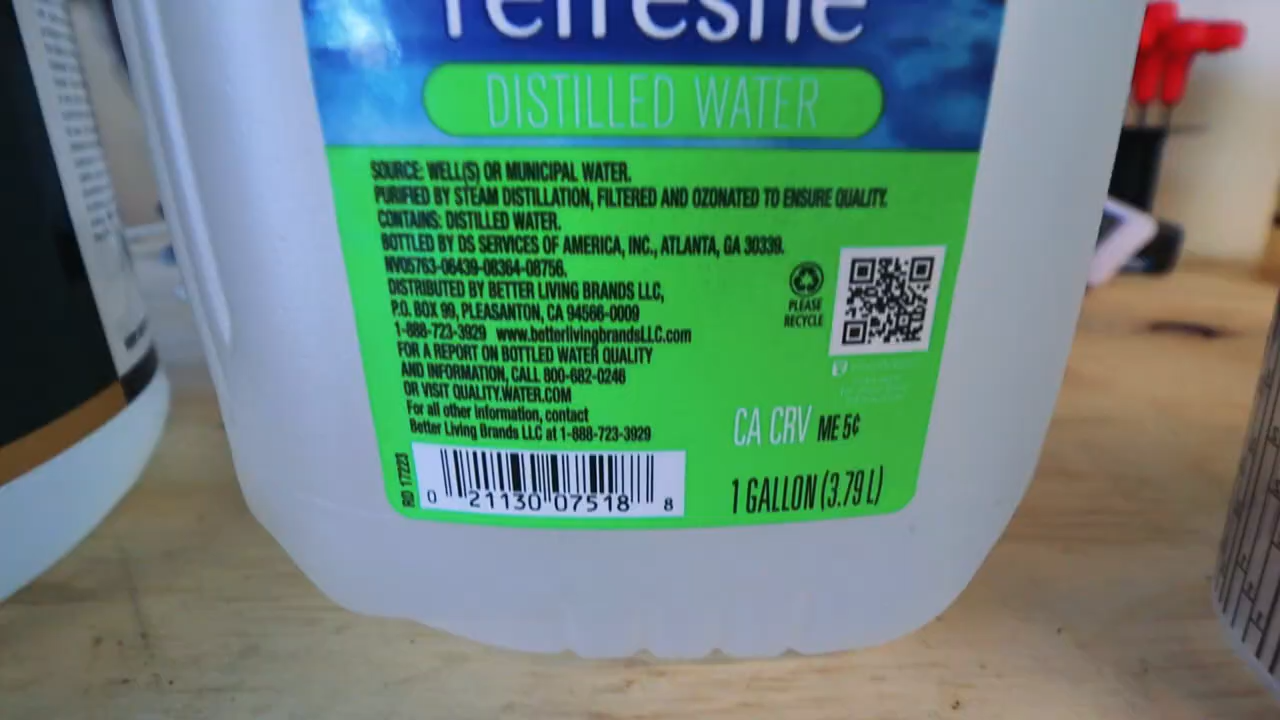 refreshe
DISTILLED WATER
SOURCE: WELL(S) OR MUNICIPAL WATER.
PURIFIED BY STEAM DISTILLATION, FILTERED AND OZONATED TO ENSURE QUALITY.
CONTAINS: DISTILLED WATER.
BOTTLED BY DS SERVICES OF AMERICA, INC., ATLANTA, GA 30339.
NV05763-06439-08364-08756.
DISTRIBUTED BY BETTER LIVING BRANDS LLC,
P.O. BOX 99, PLEASANTON, CA 94566-0009
1-888-723-3929 www.betterlivingbrandsLLC.com
FOR A REPORT ON BOTTLED WATER QUALITY
AND INFORMATION, CALL 800-682-0246
OR VISIT QUALITY.WATER.COM
For all other information, contact
Better Living Brands LLC at 1-888-723-3929
PLEASE
RECYCLE
CA CRV ME 5¢
RD 17223
0 21130 07518 8
1 GALLON (3.79 L)